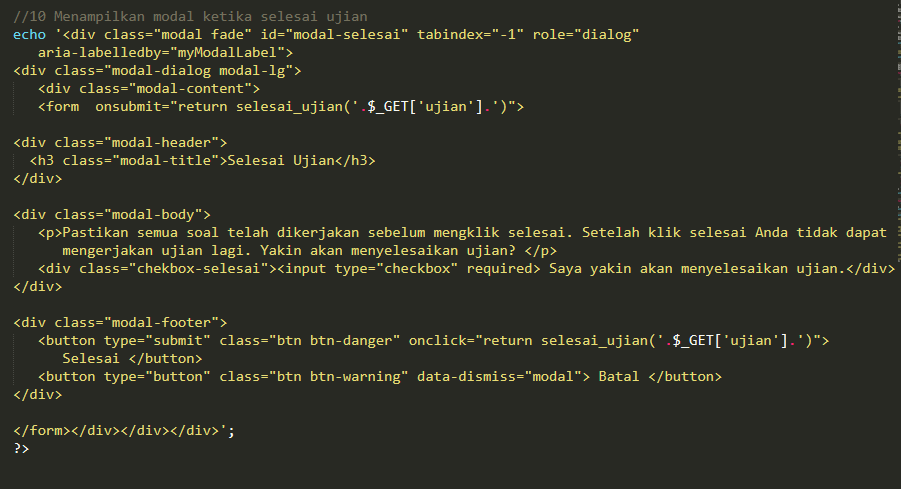 //10 Menampilkan modal ketika selesai ujian
echo '<div class="modal fade" id="modal-selesai" tabindex="-1" role="dialog"
aria-labelledby="myModalLabel">
<div class="modal-dialog modal-lg">
<div class="modal-content">
<form  onsubmit="return selesai_ujian('.$_GET['ujian'].')">
<div class="modal-header">
<h3 class="modal-title">Selesai Ujian</h3>
</div>
<div class="modal-body">
<p>Pastikan semua soal telah dikerjakan sebelum mengklik selesai. Setelah klik selesai Anda tidak dapat
mengerjakan ujian lagi. Yakin akan menyelesaikan ujian? </p>
<div class="chekbox-selesai"><input type="checkbox" required> Saya yakin akan menyelesaikan ujian.</div>
</div>
<div class="modal-footer">
<button type="submit" class="btn btn-danger" onclick="return selesai_ujian('.$_GET['ujian'].')">
Selesai </button>
<button type="button" class="btn btn-warning" data-dismiss="modal"> Batal </button>
</div>
</form></div></div></div>';
?>